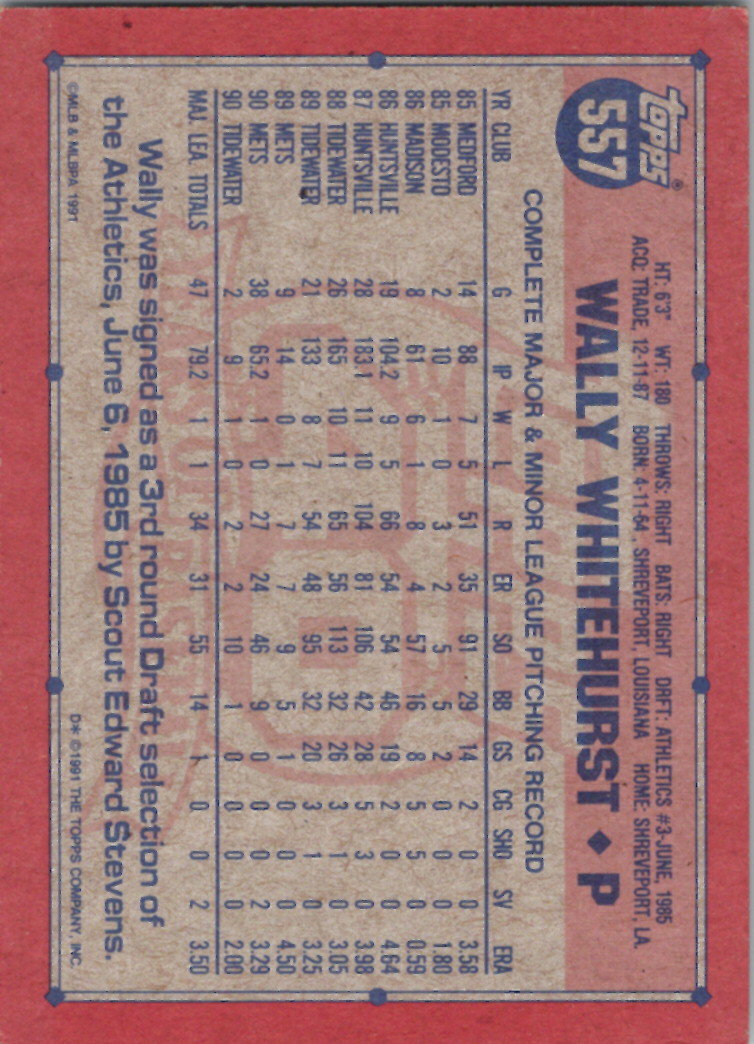 TOPPS®
557
HT: 6'3" WT: 180 THROWS: RIGHT BATS: RIGHT DRFT: ATHLETICS #3-JUNE, 1985
ACQ: TRADE, 12-11-87 BORN: 4-11-64, SHREVEPORT, LOUISIANA HOME: SHREVEPORT, LA.
WALLY WHITEHURST ♦ P
COMPLETE MAJOR & MINOR LEAGUE PITCHING RECORD
YR CLUB G IP W L R ER SO BB GS CG SHO SV ERA
85 MEDFORD 14 88 7 5 51 35 91 29 14 2 0 0 3.58
85 MODESTO 2 10 1 0 3 2 5 5 2 0 0 0 1.80
86 MADISON 8 61 6 1 8 4 57 16 8 5 5 0 0.59
86 HUNTSVILLE 19 104.2 9 5 66 54 54 46 19 2 0 0 4.64
87 HUNTSVILLE 28 183.1 11 10 104 81 106 42 28 5 3 0 3.98
88 TIDEWATER 26 165 10 11 65 56 113 32 26 3 1 0 3.05
89 TIDEWATER 21 133 8 7 54 48 95 32 20 3 1 0 3.25
89 METS 9 14 0 1 7 7 9 5 1 0 0 0 4.50
90 METS 38 65.2 1 0 27 24 46 9 0 0 0 2 3.29
90 TIDEWATER 2 9 1 0 2 2 10 1 0 0 0 0 2.00
MAJ. LEA. TOTALS 47 79.2 1 1 34 31 55 14 1 0 0 2 3.50
Wally was signed as a 3rd round Draft selection of
the Athletics, June 6, 1985 by Scout Edward Stevens.
©MLB & MLBPA 1991 D* ©1991 THE TOPPS COMPANY, INC.
40
YEARS OF BASEBALL